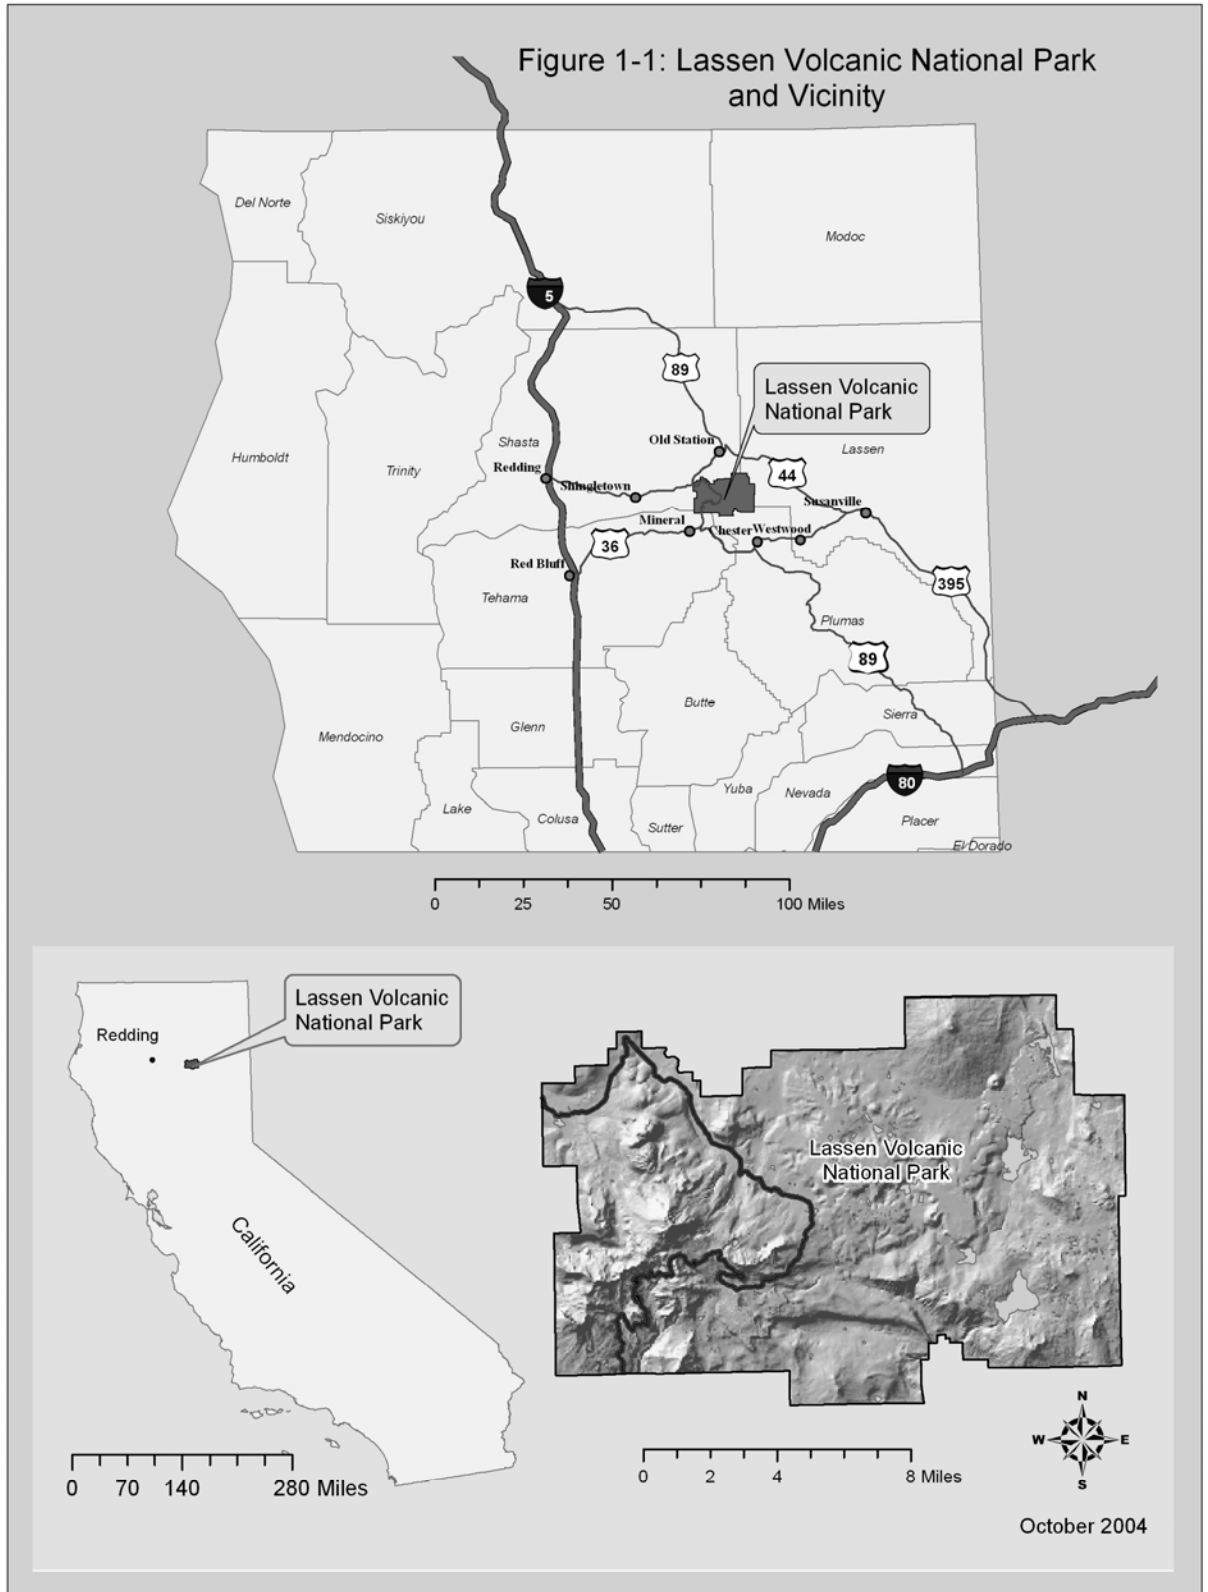 Figure 1-1: Lassen Volcanic National Park
and Vicinity
Del Norte
Siskiyou
Modoc
5
89
Lassen Volcanic
National Park
Old Station
Shasta
Lassen
Humboldt
Trinity
Redding
44
Shingletown
Susanville
Mineral
Chester
Westwood
36
Red Bluff
395
Tehama
Plumas
89
Butte
Sierra
Glenn
Mendocino
80
Yuba
Nevada
Lake
Colusa
Sutter
Placer
El Dorado
0 25 50 100 Miles
Lassen Volcanic
National Park
Redding
California
0 70 140 280 Miles
Lassen Volcanic
National Park
N
W E
S
0 2 4 8 Miles
October 2004